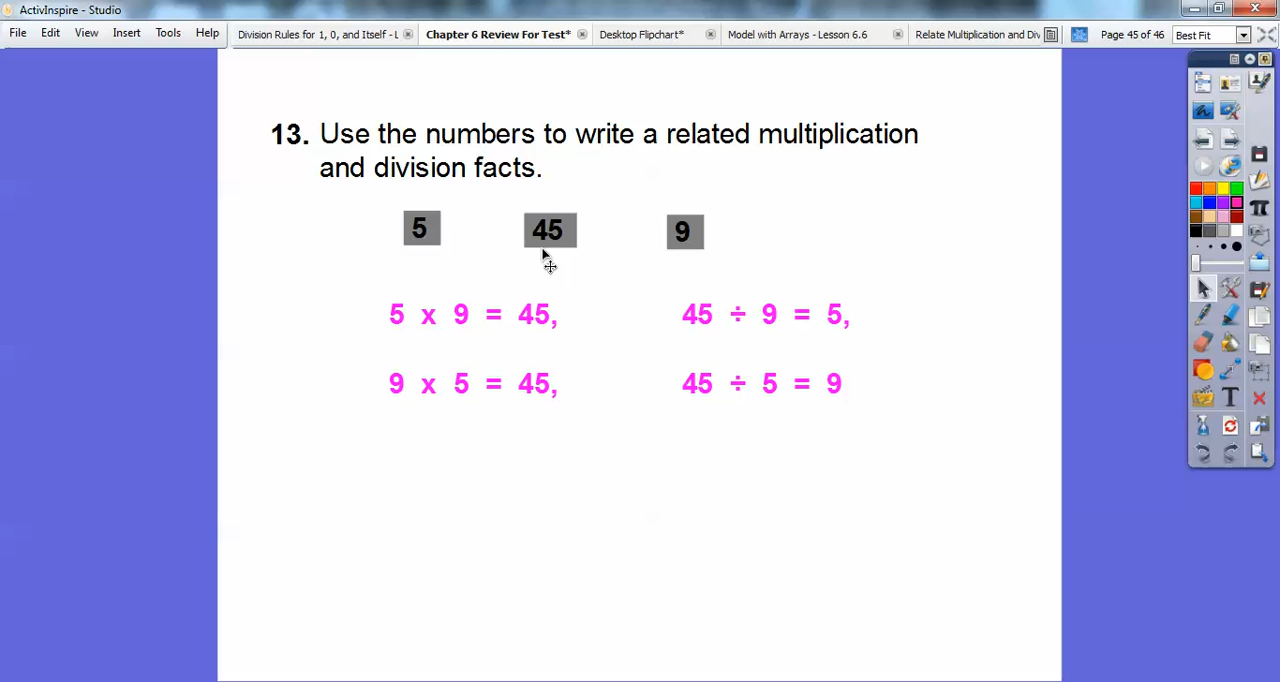 ActivInspire - Studio
File Edit View Insert Tools Help
Division Rules for 1, 0, and Itself - L
Chapter 6 Review For Test*
Desktop Flipchart*
Model with Arrays - Lesson 6.6
Relate Multiplication and Div
Page 45 of 46
Best Fit
13. Use the numbers to write a related multiplication
and division facts.
5 45 9
5 x 9 = 45, 45 ÷ 9 = 5,
9 x 5 = 45, 45 ÷ 5 = 9